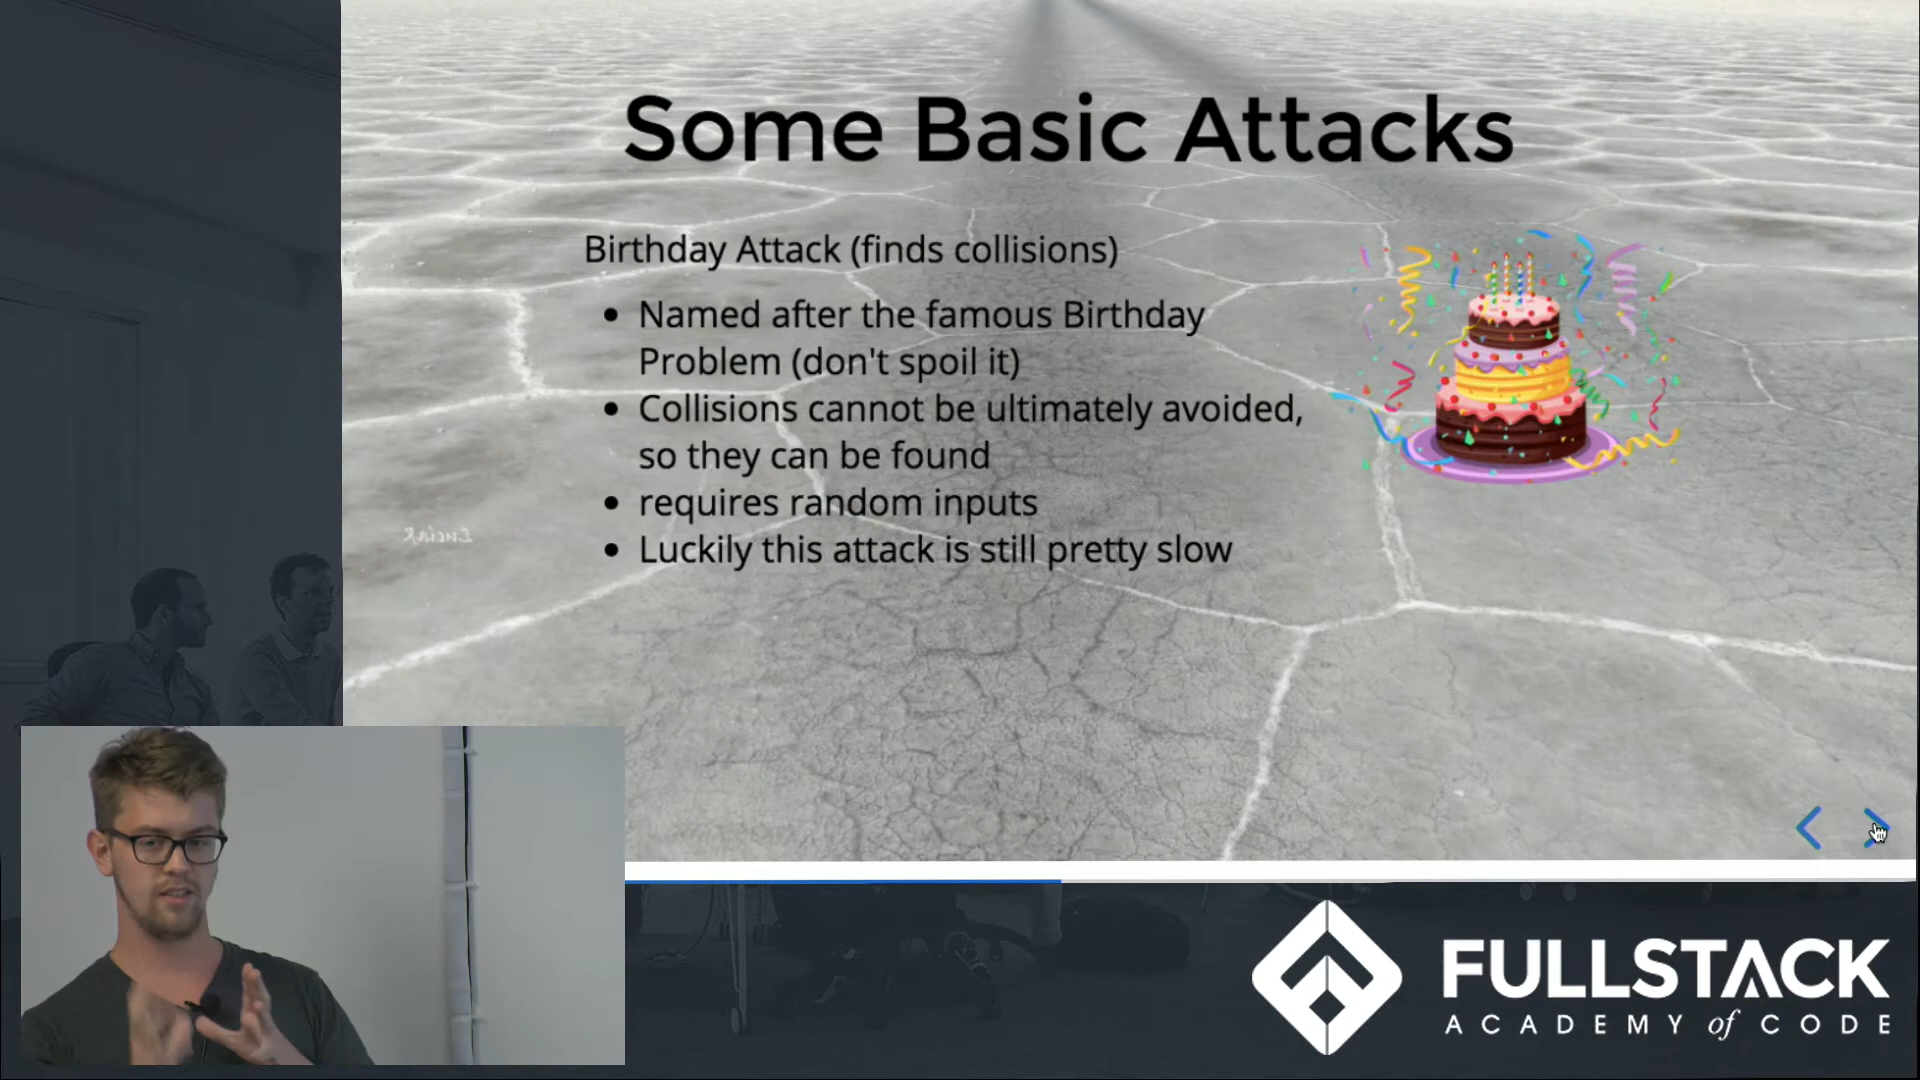 Some Basic Attacks
Birthday Attack (finds collisions)
• Named after the famous Birthday
Problem (don't spoil it)
• Collisions cannot be ultimately avoided,
so they can be found
• requires random inputs
• Luckily this attack is still pretty slow
FULLSTACK
ACADEMY of CODE